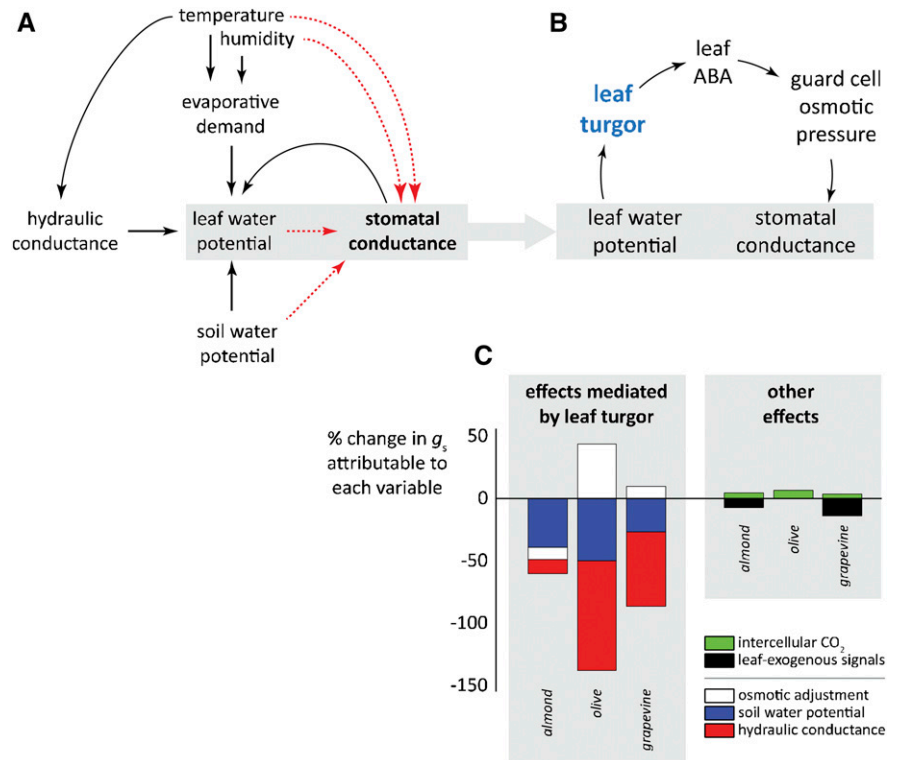 A
temperature
humidity
evaporative
demand
hydraulic
conductance
leaf water
potential
stomatal
conductance
soil water
potential
B
leaf
turgor
leaf
ABA
guard cell
osmotic
pressure
leaf water
potential
stomatal
conductance
C
% change in gs
attributable to
each variable
50
0
-50
-100
-150
effects mediated
by leaf turgor
almond
olive
grapevine
other
effects
almond
olive
grapevine
intercellular CO2
leaf-exogenous signals
osmotic adjustment
soil water potential
hydraulic conductance